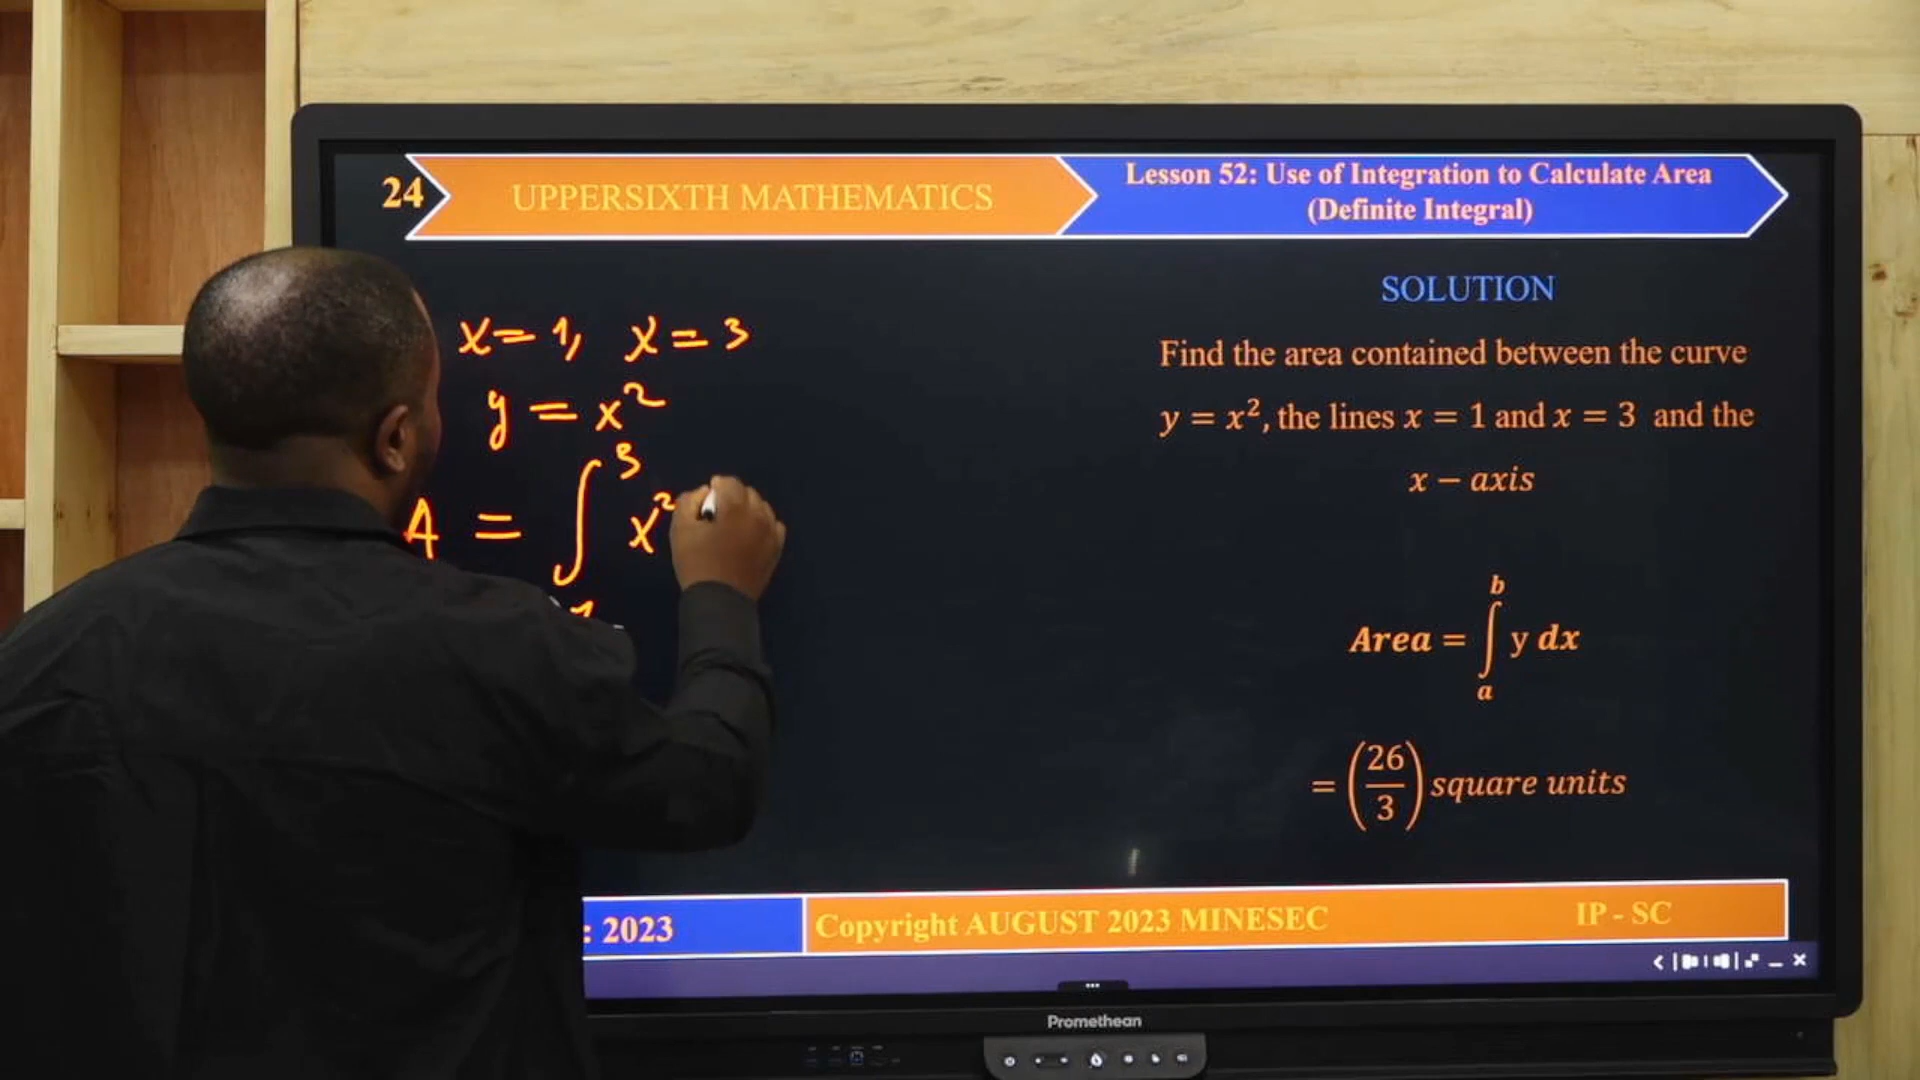 24
UPPERSIXTH MATHEMATICS
Lesson 52: Use of Integration to Calculate Area
(Definite Integral)
x = 1, x = 3
y = x²
A = ∫₁³ x²
SOLUTION
Find the area contained between the curve
y = x², the lines x = 1 and x = 3 and the
x – axis
Area = ∫ₐᵇ y dx
= (26/3) square units
: 2023
Copyright AUGUST 2023 MINESEC
IP - SC
Promethean